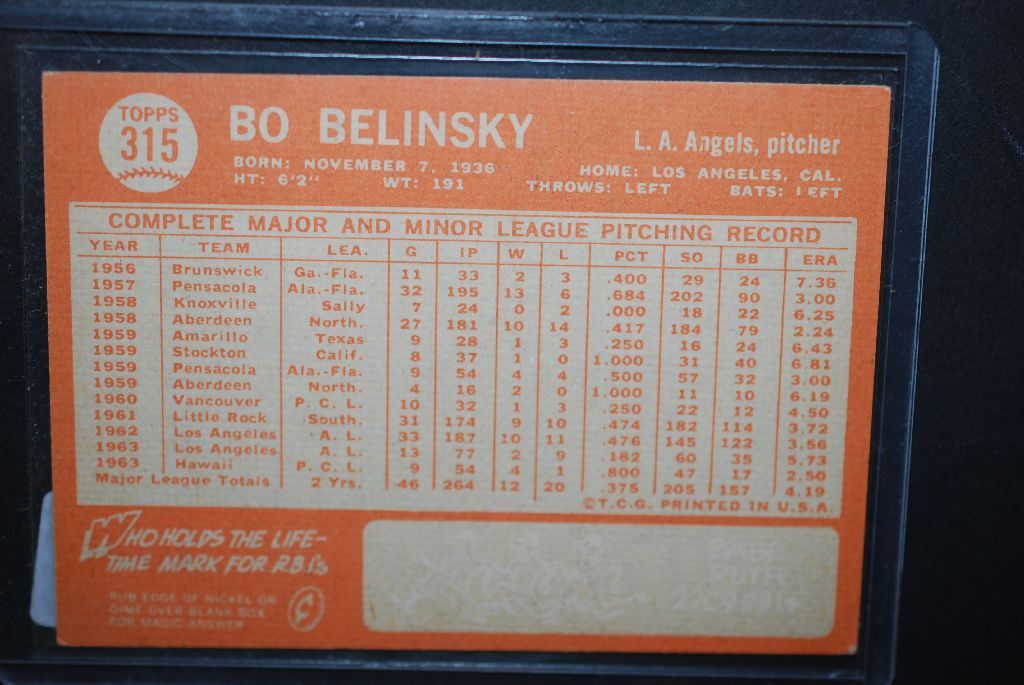 TOPPS
315
BO BELINSKY
L. A. Angels, pitcher
BORN: NOVEMBER 7, 1936
HOME: LOS ANGELES, CAL.
HT: 6'2" WT: 191 THROWS: LEFT BATS: LEFT
COMPLETE MAJOR AND MINOR LEAGUE PITCHING RECORD
YEAR TEAM LEA. G IP W L PCT SO BB ERA
1956 Brunswick Ga.-Fla. 11 33 2 3 .400 29 24 7.36
1957 Pensacola Ala.-Fla. 32 195 13 6 .684 202 90 3.00
1958 Knoxville Sally 7 24 0 2 .000 18 22 6.25
1958 Aberdeen North. 27 181 10 14 .417 184 79 2.24
1959 Amarillo Texas 9 28 1 3 .250 16 24 6.43
1959 Stockton Calif. 8 37 1 0 1.000 31 40 6.81
1959 Pensacola Ala.-Fla. 9 54 4 4 .500 57 32 3.00
1959 Aberdeen North. 4 16 2 0 1.000 11 10 6.19
1960 Vancouver P. C. L. 10 32 1 3 .250 22 12 4.50
1961 Little Rock South. 31 174 9 10 .474 182 114 3.72
1962 Los Angeles A. L. 33 187 10 11 .476 145 122 3.56
1963 Los Angeles A. L. 13 77 2 9 .182 60 35 5.73
1963 Hawaii P. C. L. 9 54 4 1 .800 47 17 2.50
Major League Totals 2 Yrs. 46 264 12 20 .375 205 157 4.19
©T.C.G. PRINTED IN U.S.A.
WHO HOLDS THE LIFE-
TIME MARK FOR R.B.I.'s
RUB EDGE OF NICKEL OR
DIME OVER BLANK BOX
FOR MAGIC ANSWER
BABE
RUTH